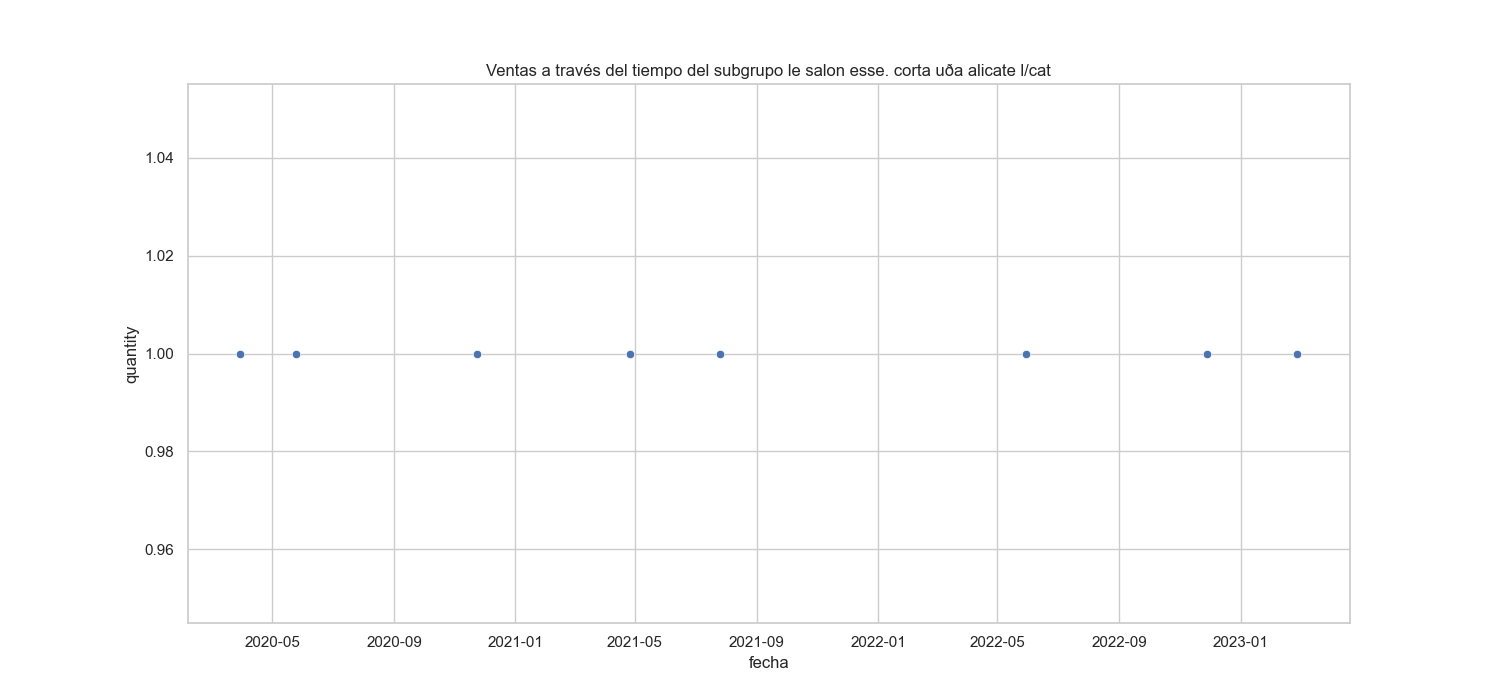 Ventas a través del tiempo del subgrupo le salon esse. corta uða alicate l/cat
1.04
1.02
1.00
0.98
0.96
quantity
2020-05 2020-09 2021-01 2021-05 2021-09 2022-01 2022-05 2022-09 2023-01
fecha